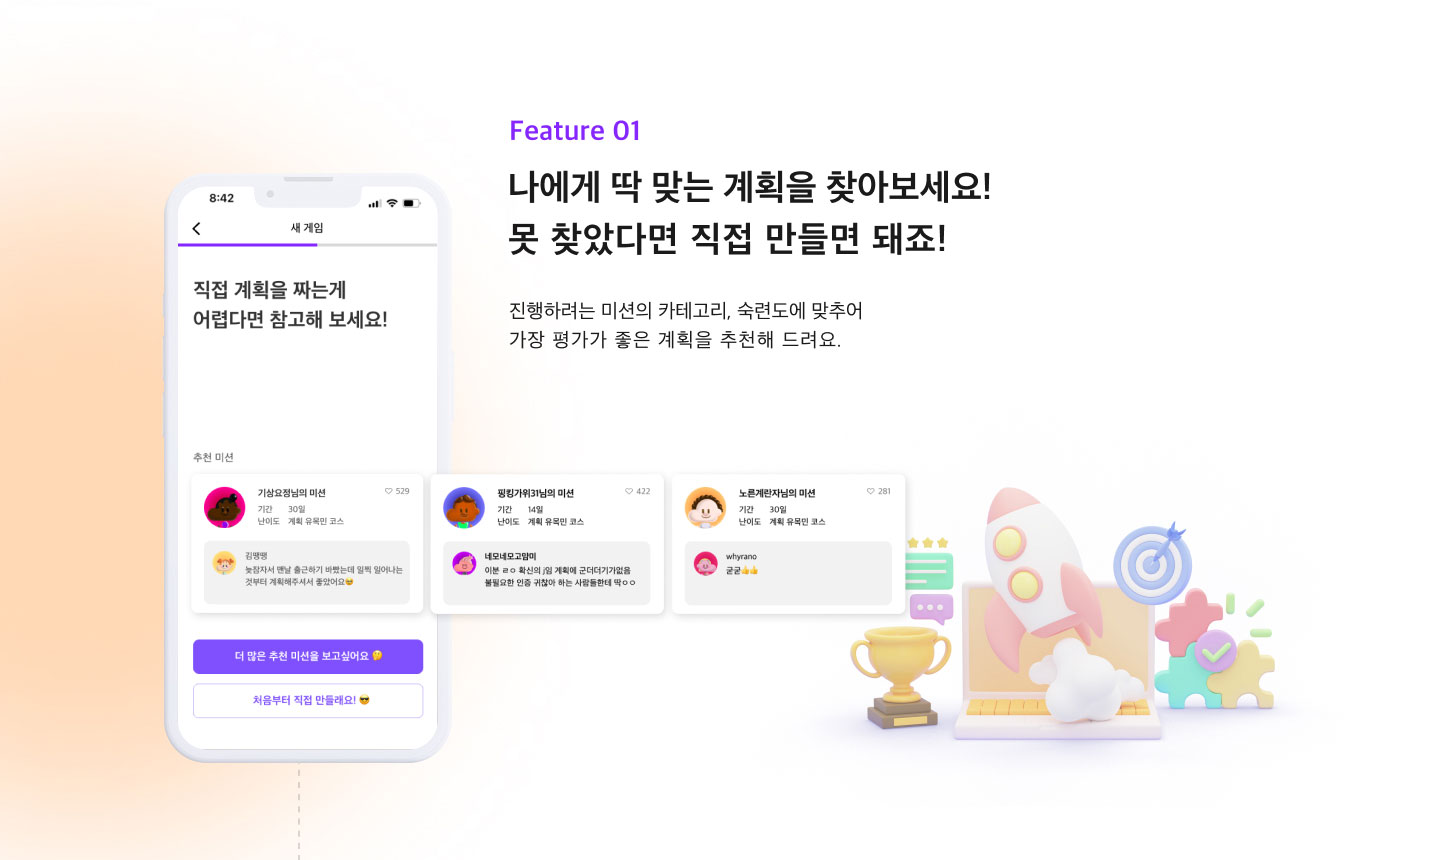 Feature 01
나에게 딱 맞는 계획을 찾아보세요!
못 찾았다면 직접 만들면 돼죠!
진행하려는 미션의 카테고리, 숙련도에 맞추어
가장 평가가 좋은 계획을 추천해 드려요.
8:42
새 게임
직접 계획을 짜는게
어렵다면 참고해 보세요!
추천 미션
기상요정님의 미션
529
기간 30일
난이도 계획 유목민 코스
김땡땡
늦잠자서 맨날 출근하기 바빴는데 일찍 일어나는
것부터 계획해주셔서 좋았어요🥹
핑킹가위31님의 미션
422
기간 14일
난이도 계획 유목민 코스
네모네모고먐미
이분 ㄹㅇ 확신의 J임 계획에 군더더기가없음
불필요한 인증 귀찮아 하는 사람들한테 딱ㅇㅇ
노른계란자님의 미션
281
기간 30일
난이도 계획 유목민 코스
whyrano
굳굳👍👍
더 많은 추천 미션을 보고싶어요 🤔
처음부터 직접 만들래요! 😎